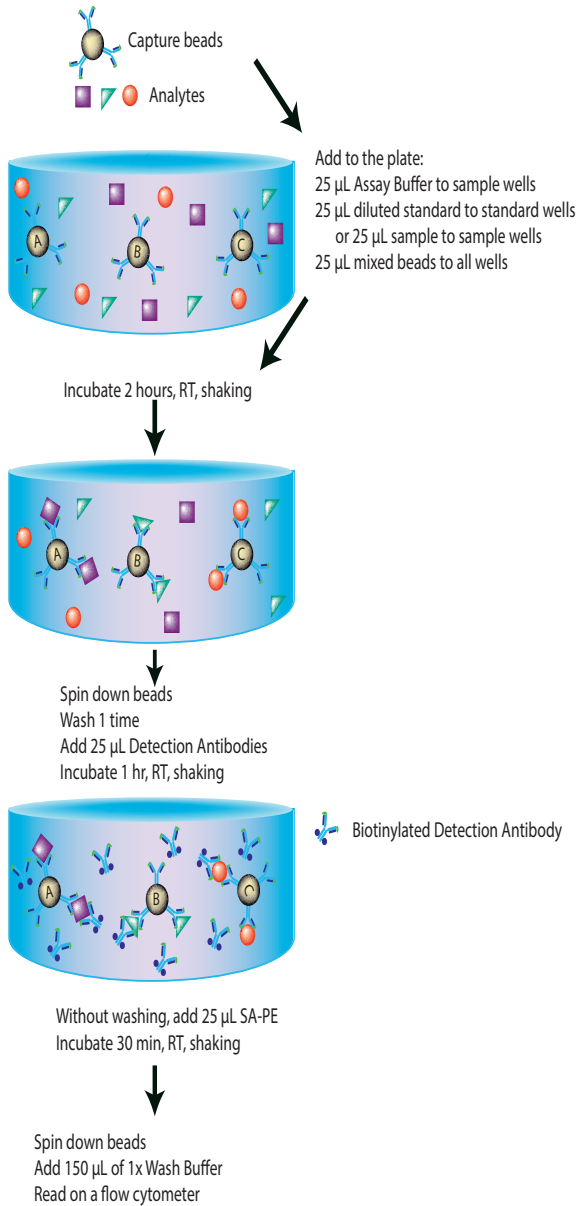 Capture beads
Analytes
Add to the plate:
25 µL Assay Buffer to sample wells
25 µL diluted standard to standard wells
or 25 µL sample to sample wells
25 µL mixed beads to all wells
A
B
C
Incubate 2 hours, RT, shaking
A
B
C
Spin down beads
Wash 1 time
Add 25 µL Detection Antibodies
Incubate 1 hr, RT, shaking
Biotinylated Detection Antibody
A
B
C
Without washing, add 25 µL SA-PE
Incubate 30 min, RT, shaking
Spin down beads
Add 150 µL of 1x Wash Buffer
Read on a flow cytometer